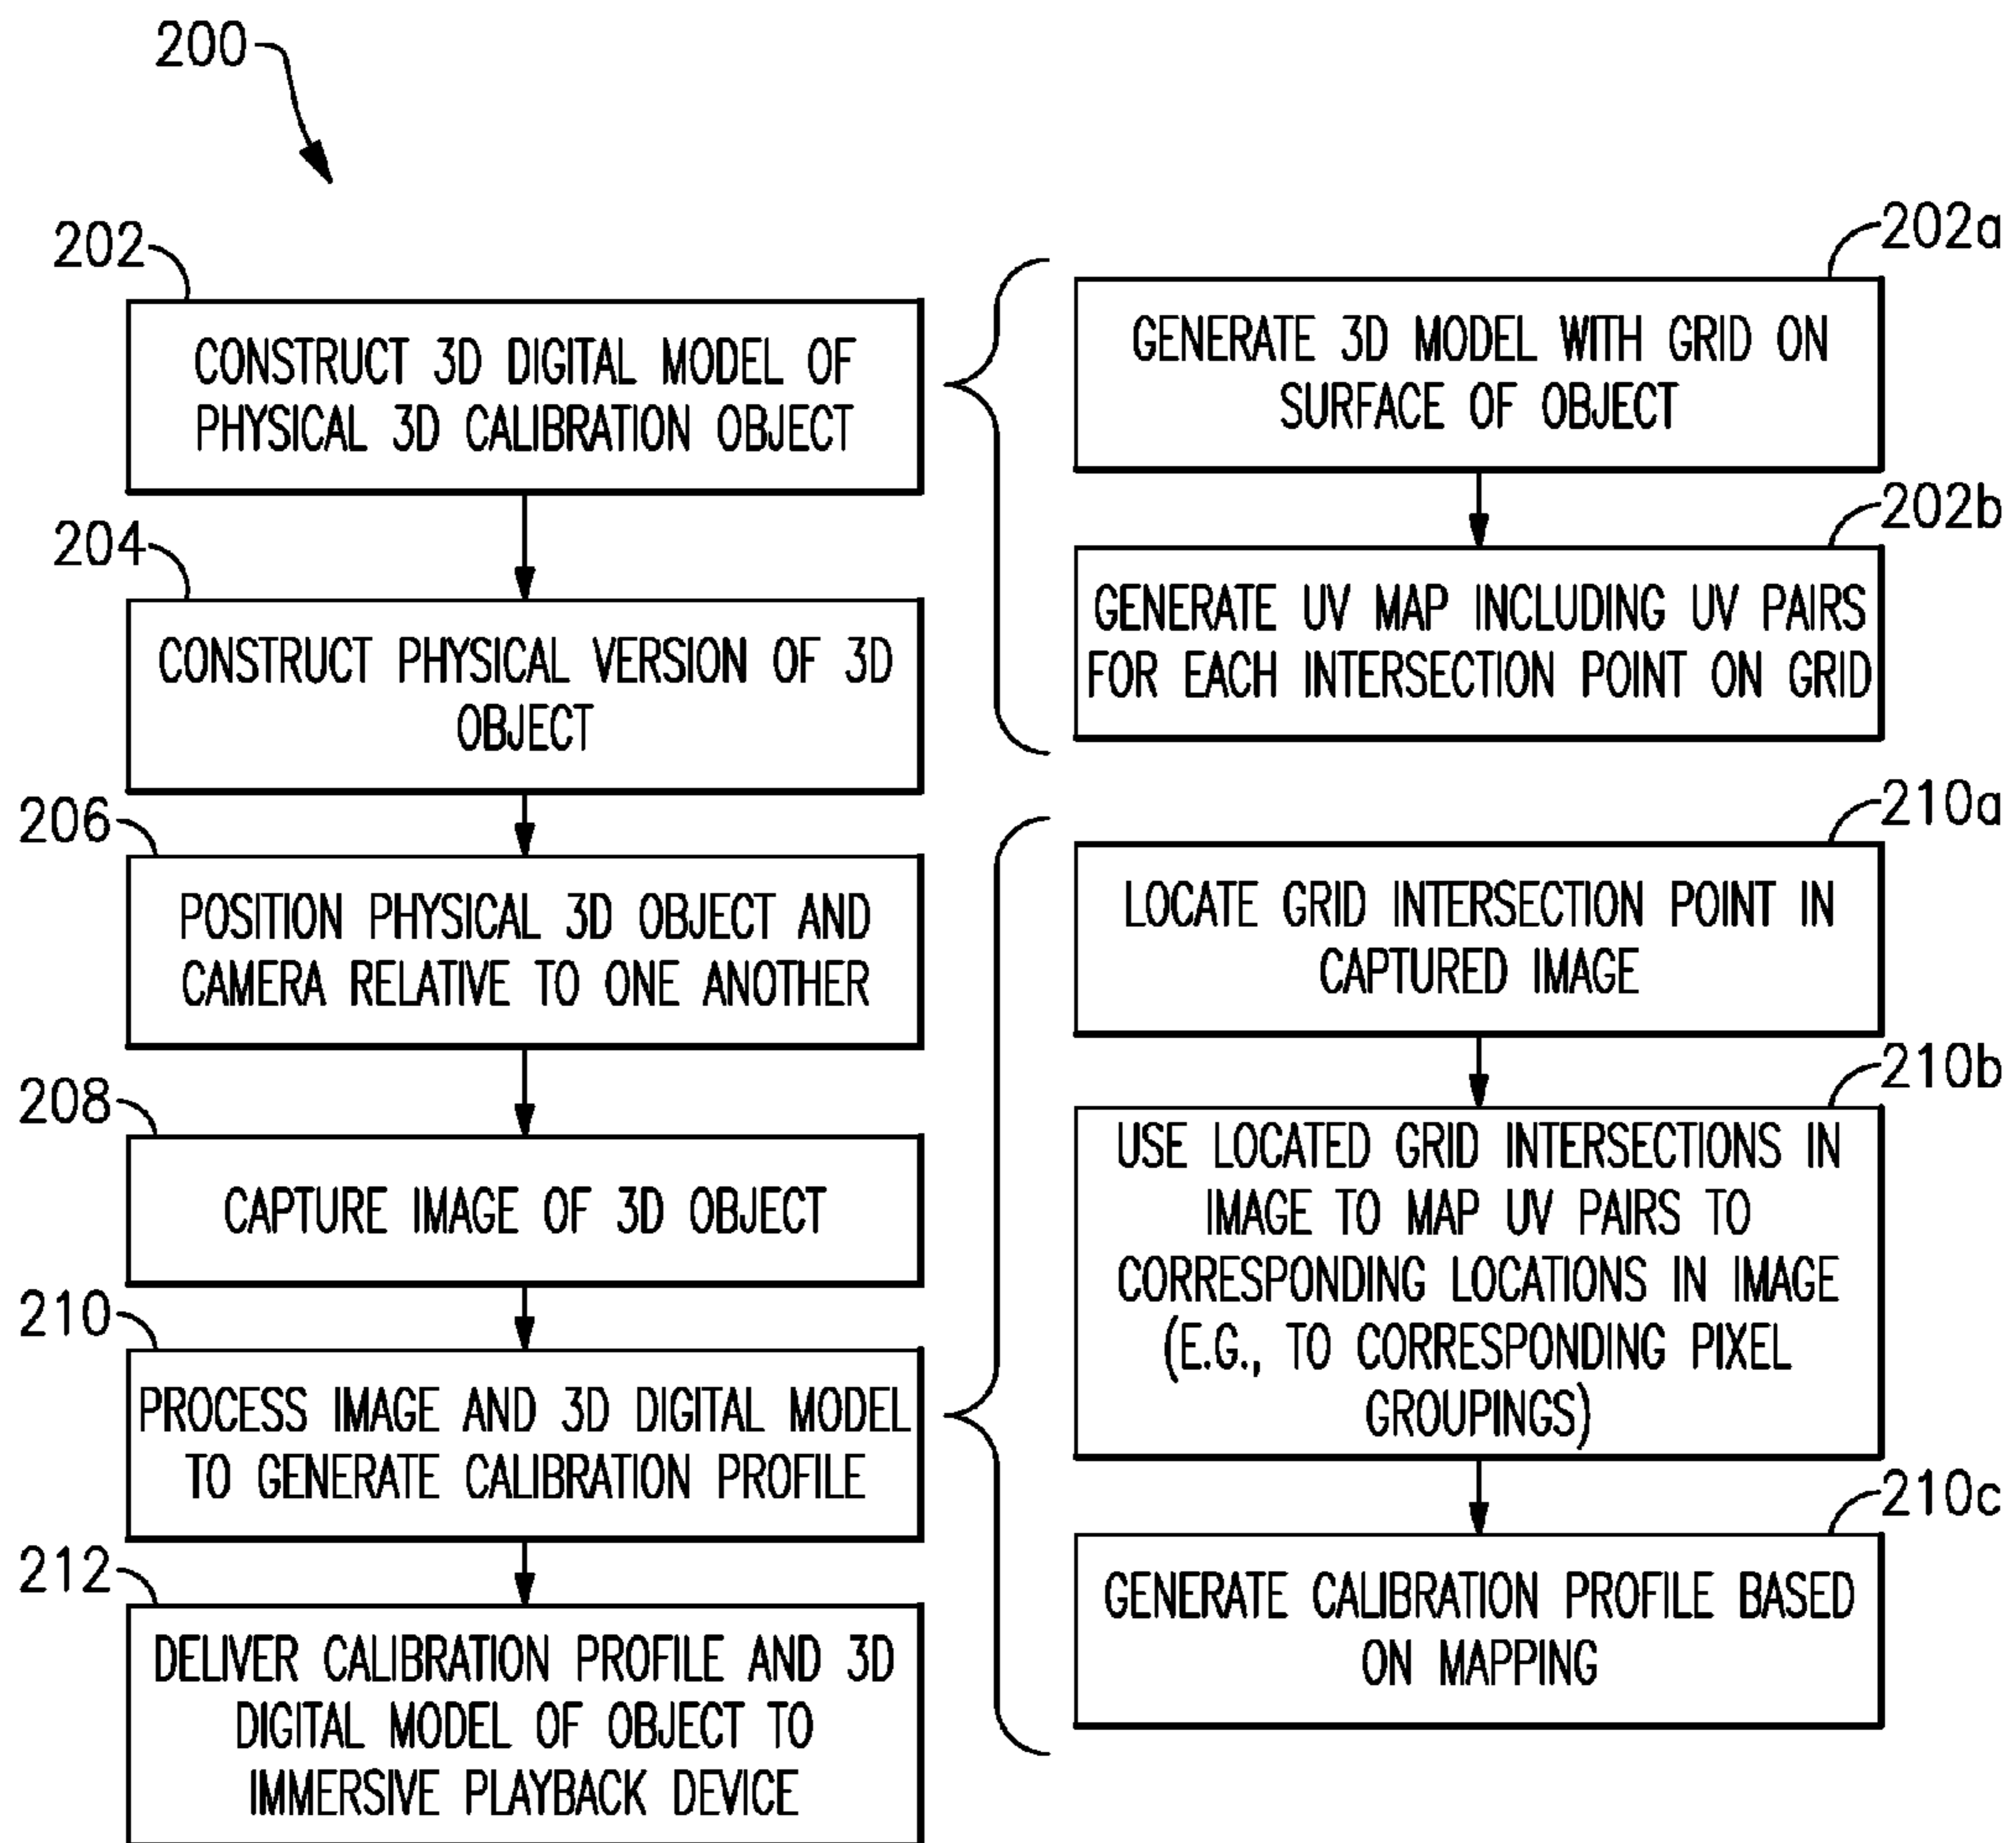 200
202
CONSTRUCT 3D DIGITAL MODEL OF
PHYSICAL 3D CALIBRATION OBJECT
204
CONSTRUCT PHYSICAL VERSION OF 3D
OBJECT
206
POSITION PHYSICAL 3D OBJECT AND
CAMERA RELATIVE TO ONE ANOTHER
208
CAPTURE IMAGE OF 3D OBJECT
210
PROCESS IMAGE AND 3D DIGITAL MODEL
TO GENERATE CALIBRATION PROFILE
212
DELIVER CALIBRATION PROFILE AND 3D
DIGITAL MODEL OF OBJECT TO
IMMERSIVE PLAYBACK DEVICE
202a
GENERATE 3D MODEL WITH GRID ON
SURFACE OF OBJECT
202b
GENERATE UV MAP INCLUDING UV PAIRS
FOR EACH INTERSECTION POINT ON GRID
210a
LOCATE GRID INTERSECTION POINT IN
CAPTURED IMAGE
210b
USE LOCATED GRID INTERSECTIONS IN
IMAGE TO MAP UV PAIRS TO
CORRESPONDING LOCATIONS IN IMAGE
(E.G., TO CORRESPONDING PIXEL
GROUPINGS)
210c
GENERATE CALIBRATION PROFILE BASED
ON MAPPING